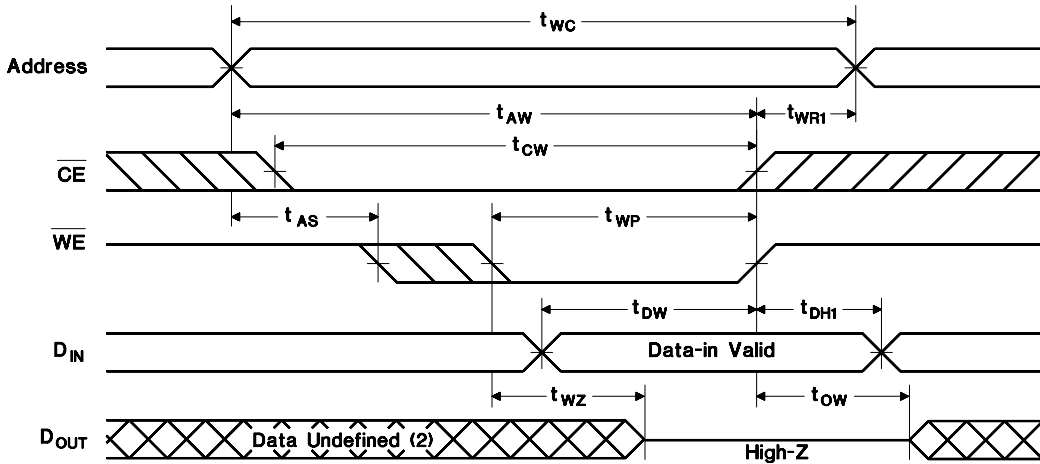 tWC
Address
tAW tWR1
tCW
CE
tAS tWP
WE
tDW tDH1
DIN Data-in Valid
tWZ tOW
DOUT Data Undefined (2)
High-Z